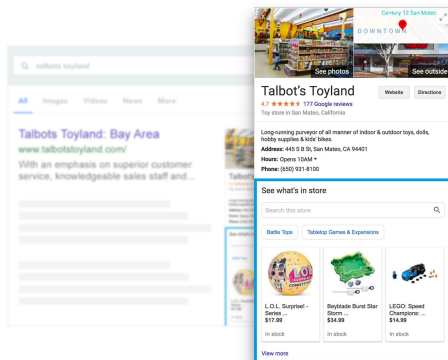 talbots toyland
All Images Videos News More
Talbots Toyland: Bay Area
www.talbotstoyland.com/
With an emphasis on superior customer
service, knowledgeable sales staff and...
Century 12 San Mateo
DOWNTOWN
See photos
See outside
Talbot's Toyland
Website
Directions
4.7 ★★★★★ 177 Google reviews
Toy store in San Mateo, California
Long-running purveyor of all manner of indoor & outdoor toys, dolls,
hobby supplies & kids' bikes.
Address: 445 S B St, San Mateo, CA 94401
Hours: Opens 10AM
Phone: (650) 931-8100
See what's in store
Search this store
Battle Tops
Tabletop Games & Expansions
L.O.L. Surprise! -
Series ...
$17.99
In stock
Beyblade Burst Star
Storm ...
$34.99
In stock
LEGO: Speed
Champions: ...
$14.99
In stock
View more